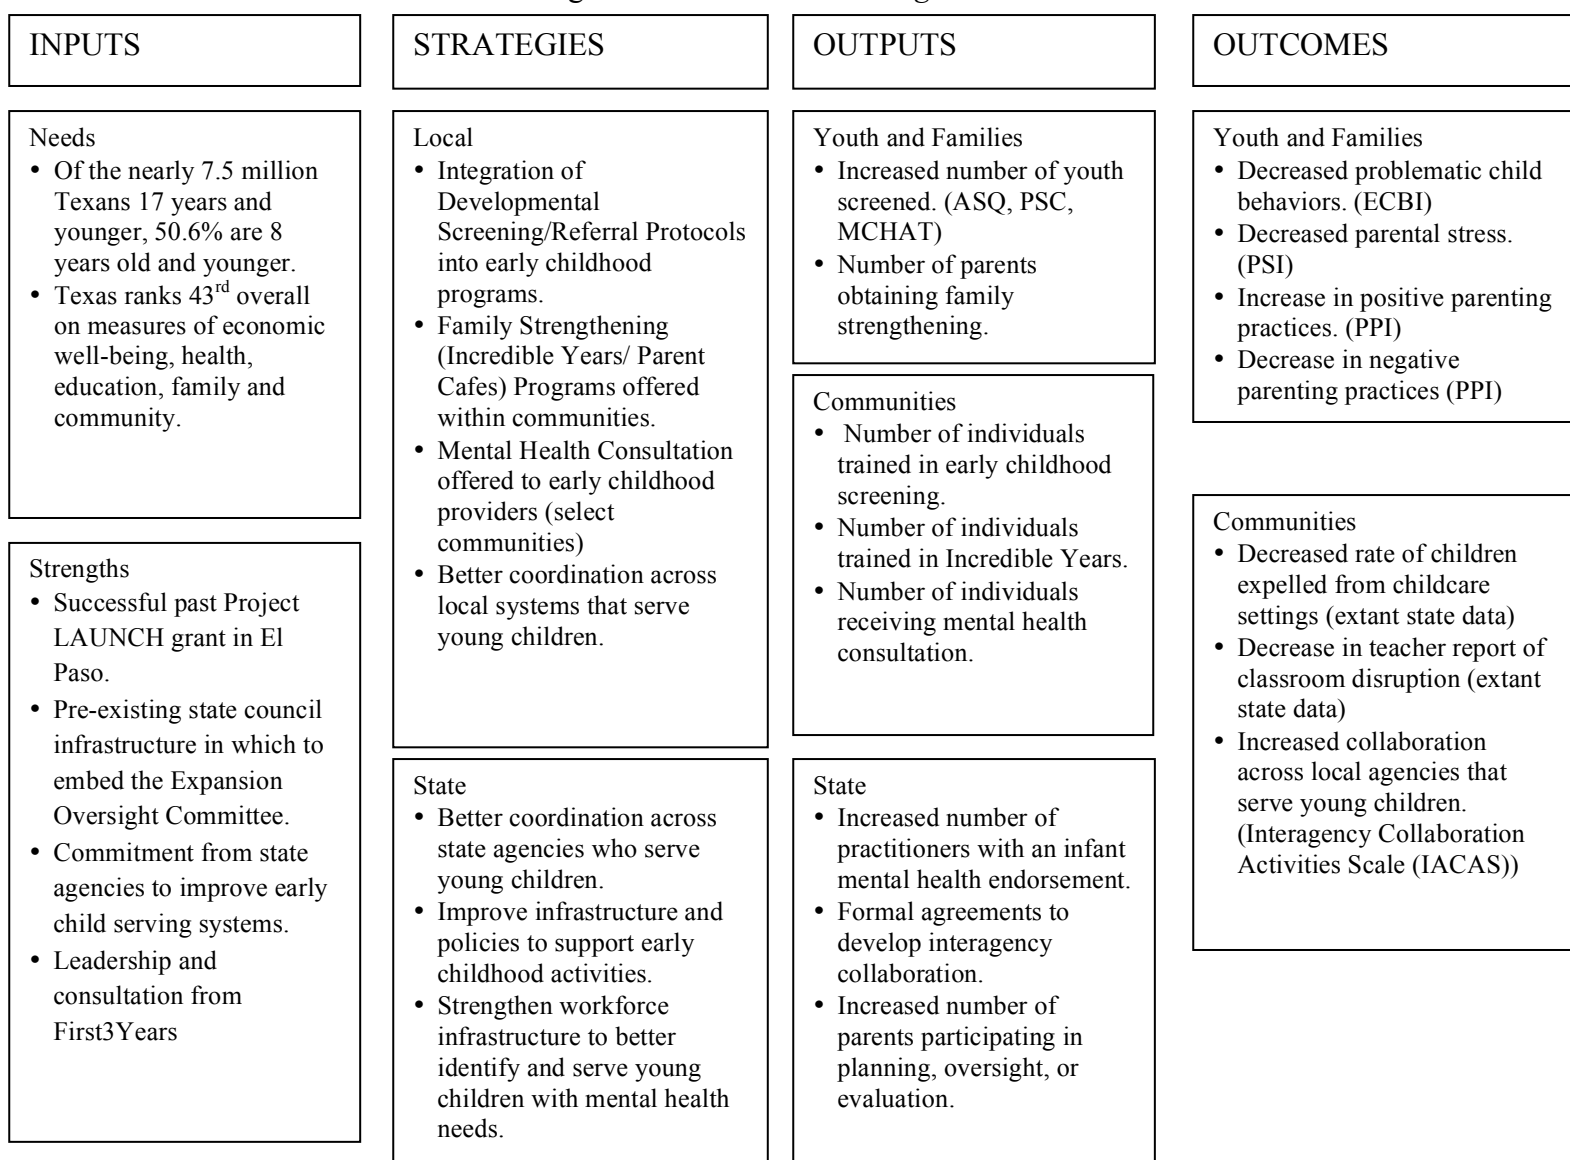 INPUTS
Needs
• Of the nearly 7.5 million
Texans 17 years and
younger, 50.6% are 8
years old and younger.
• Texas ranks 43rd overall
on measures of economic
well-being, health,
education, family and
community.
Strengths
• Successful past Project
LAUNCH grant in El
Paso.
• Pre-existing state council
infrastructure in which to
embed the Expansion
Oversight Committee.
• Commitment from state
agencies to improve early
child serving systems.
• Leadership and
consultation from
First3Years
STRATEGIES
Local
• Integration of
Developmental
Screening/Referral Protocols
into early childhood
programs.
• Family Strengthening
(Incredible Years/ Parent
Cafes) Programs offered
within communities.
• Mental Health Consultation
offered to early childhood
providers (select
communities)
• Better coordination across
local systems that serve
young children.
State
• Better coordination across
state agencies who serve
young children.
• Improve infrastructure and
policies to support early
childhood activities.
• Strengthen workforce
infrastructure to better
identify and serve young
children with mental health
needs.
OUTPUTS
Youth and Families
• Increased number of youth
screened. (ASQ, PSC,
MCHAT)
• Number of parents
obtaining family
strengthening.
Communities
• Number of individuals
trained in early childhood
screening.
• Number of individuals
trained in Incredible Years.
• Number of individuals
receiving mental health
consultation.
State
• Increased number of
practitioners with an infant
mental health endorsement.
• Formal agreements to
develop interagency
collaboration.
• Increased number of
parents participating in
planning, oversight, or
evaluation.
OUTCOMES
Youth and Families
• Decreased problematic child
behaviors. (ECBI)
• Decreased parental stress.
(PSI)
• Increase in positive parenting
practices. (PPI)
• Decrease in negative
parenting practices (PPI)
Communities
• Decreased rate of children
expelled from childcare
settings (extant state data)
• Decrease in teacher report of
classroom disruption (extant
state data)
• Increased collaboration
across local agencies that
serve young children.
(Interagency Collaboration
Activities Scale (IACAS))